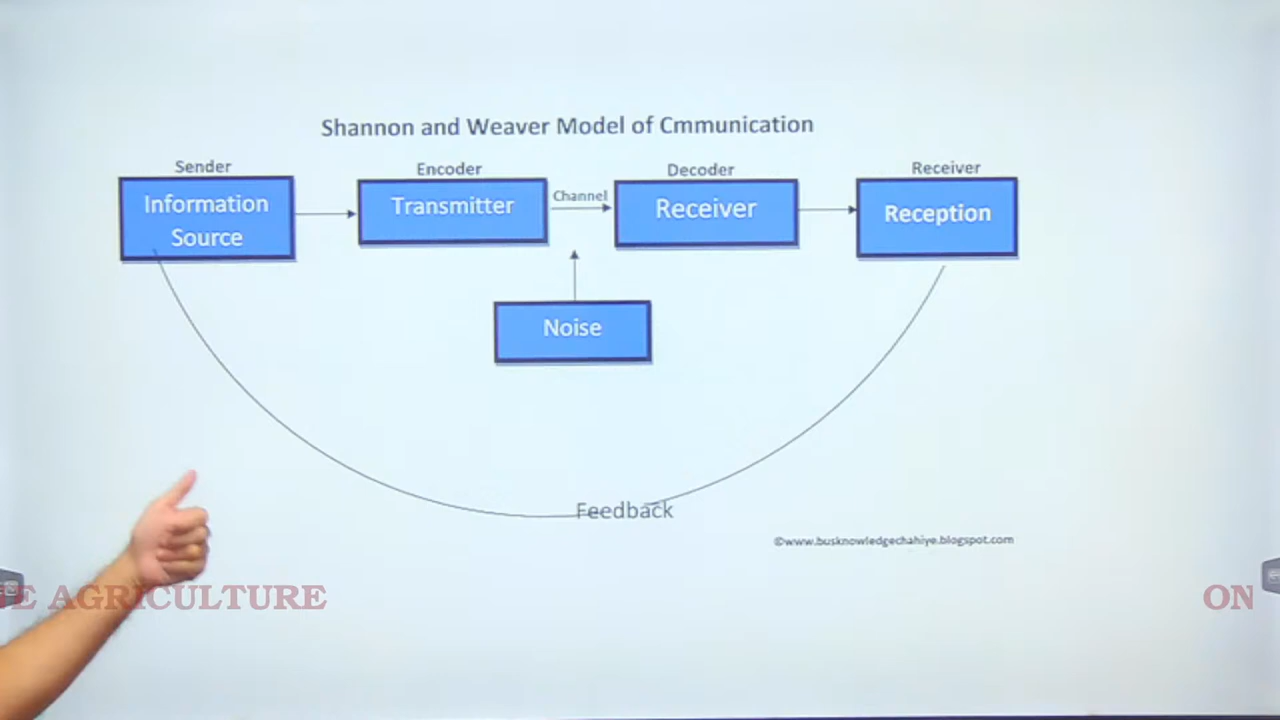 Shannon and Weaver Model of Cmmunication
Sender
Encoder
Decoder
Receiver
Information
Source
Transmitter
Channel
Receiver
Reception
Noise
Feedback
©www.busknowledgechahiye.blogspot.com
E AGRICULTURE
ON